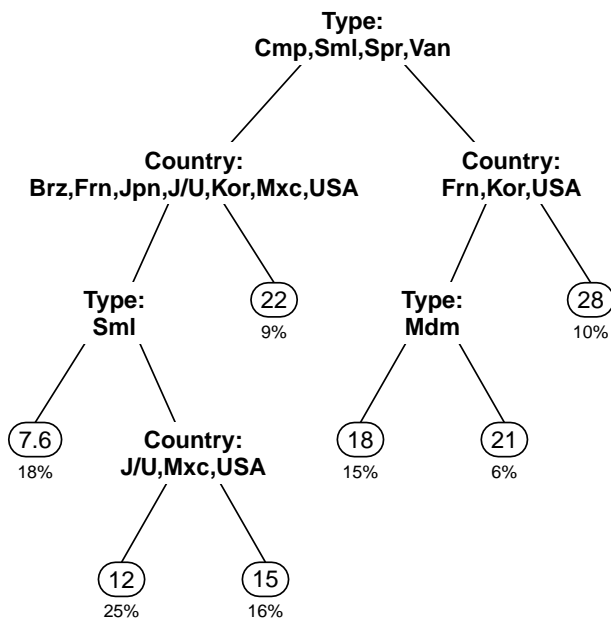 Type:
Cmp,Sml,Spr,Van
Country:
Brz,Frn,Jpn,J/U,Kor,Mxc,USA
Country:
Frn,Kor,USA
Type:
Sml
22
9%
Type:
Mdm
28
10%
7.6
18%
Country:
J/U,Mxc,USA
18
15%
21
6%
12
25%
15
16%